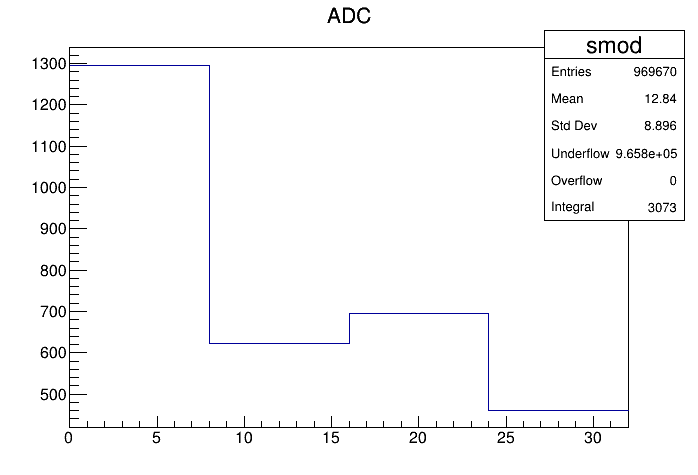 ADC
smod
Entries 969670
Mean 12.84
Std Dev 8.896
Underflow 9.658e+05
Overflow 0
Integral 3073
1300
1200
1100
1000
900
800
700
600
500
0 5 10 15 20 25 30